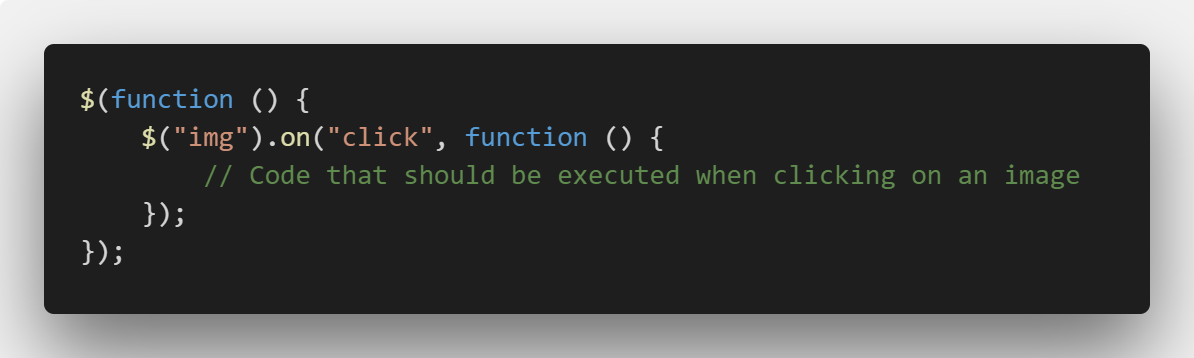 $(function () {
    $("img").on("click", function () {
        // Code that should be executed when clicking on an image
    });
});